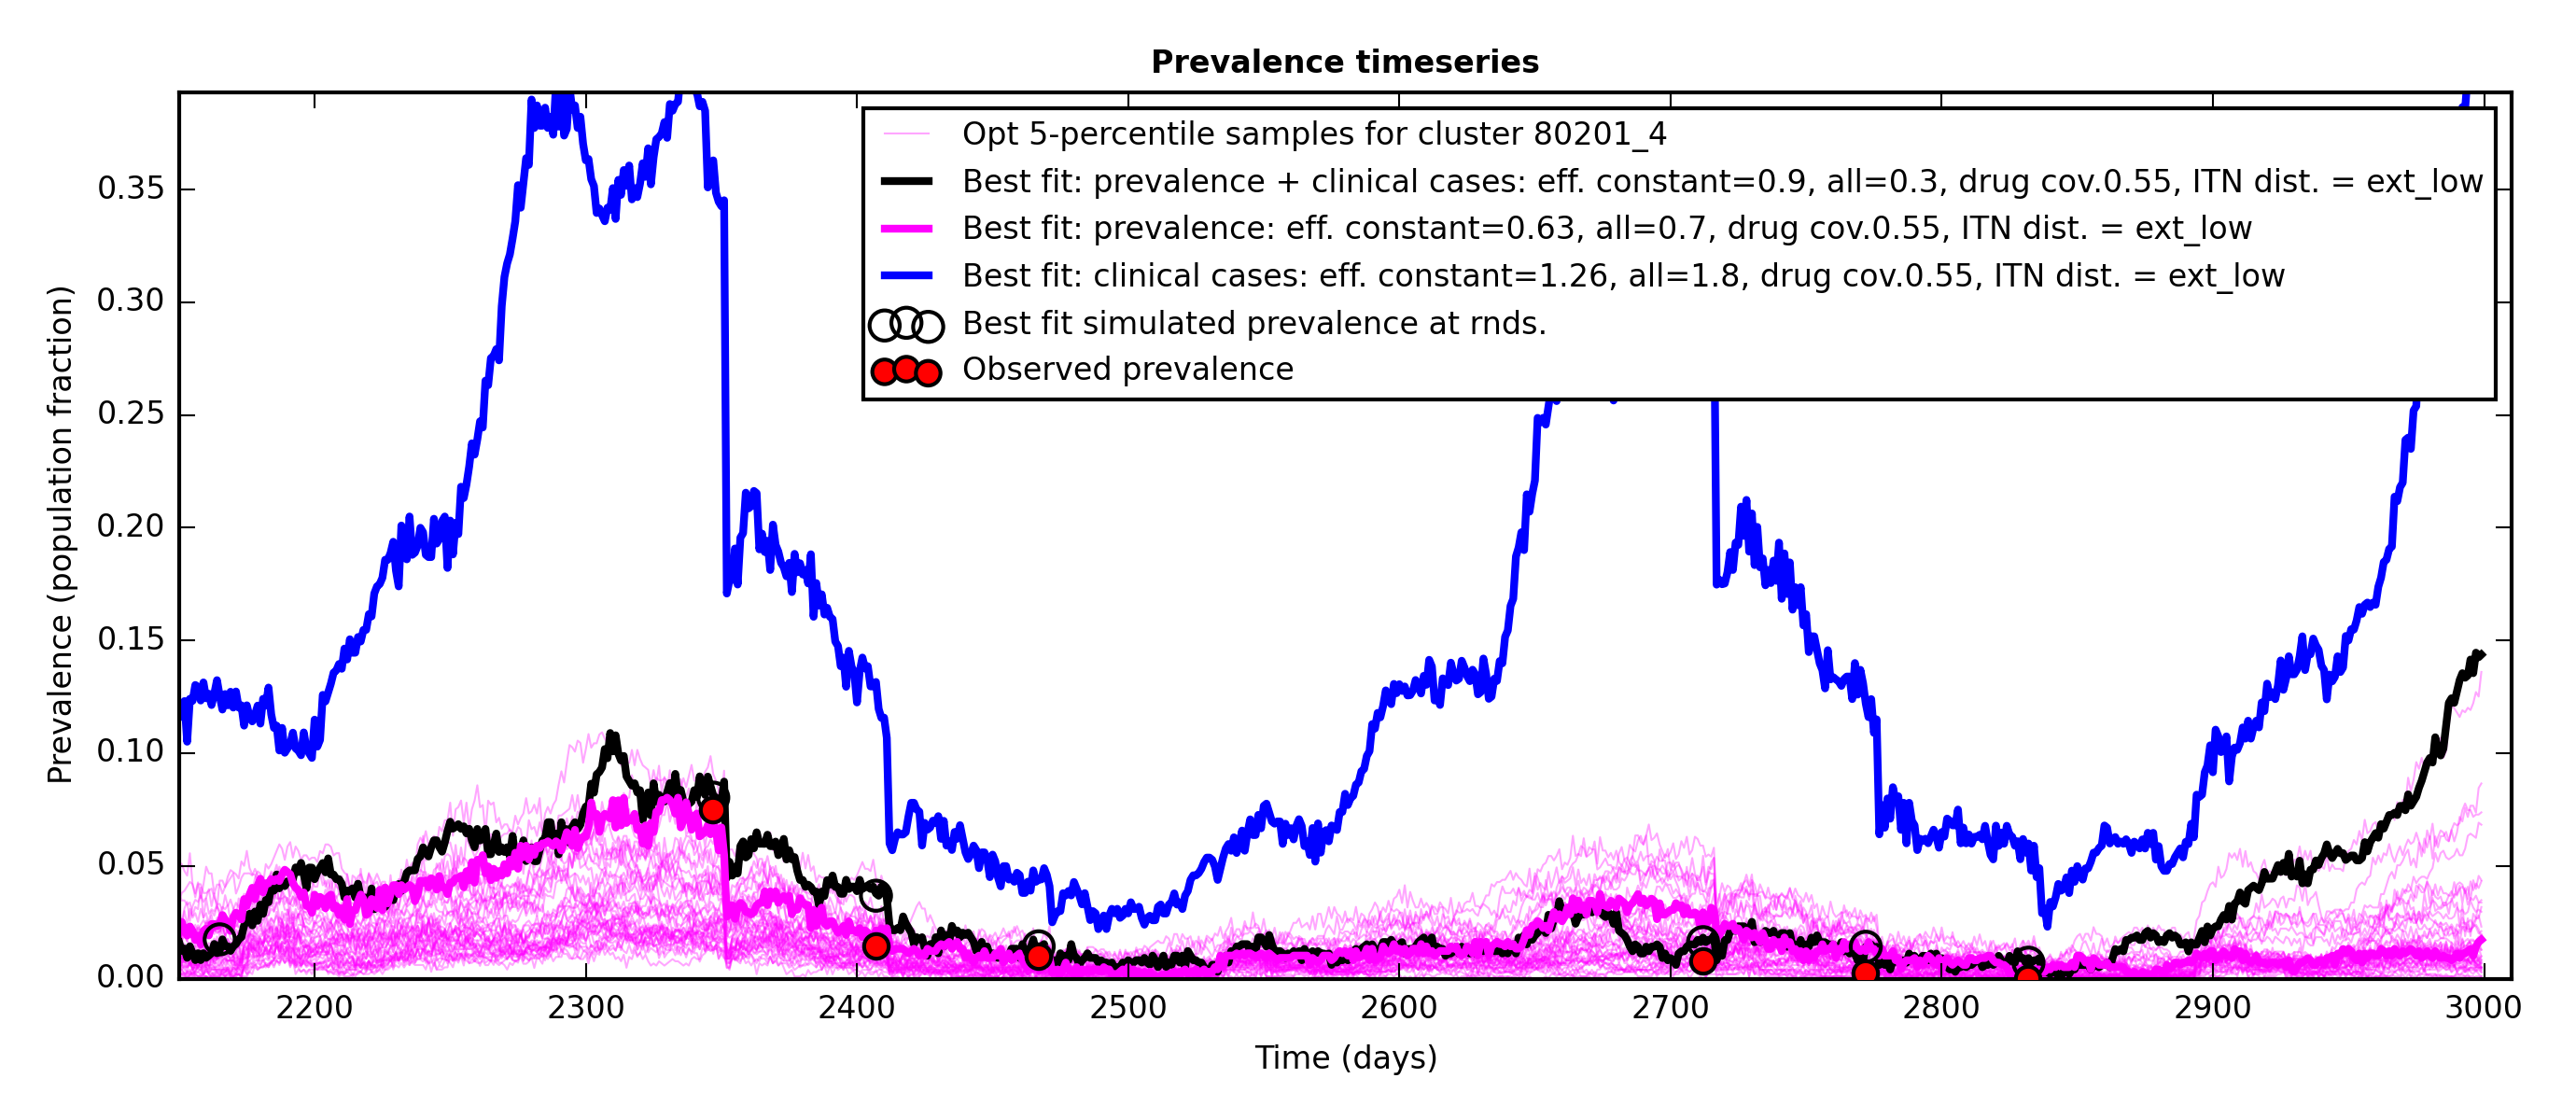 Prevalence timeseries
Opt 5-percentile samples for cluster 80201_4
Best fit: prevalence + clinical cases: eff. constant=0.9, all=0.3, drug cov.0.55, ITN dist. = ext_low
Best fit: prevalence: eff. constant=0.63, all=0.7, drug cov.0.55, ITN dist. = ext_low
Best fit: clinical cases: eff. constant=1.26, all=1.8, drug cov.0.55, ITN dist. = ext_low
Best fit simulated prevalence at rnds.
Observed prevalence
Prevalence (population fraction)
0.35
0.30
0.25
0.20
0.15
0.10
0.05
0.00
2200 2300 2400 2500 2600 2700 2800 2900 3000
Time (days)